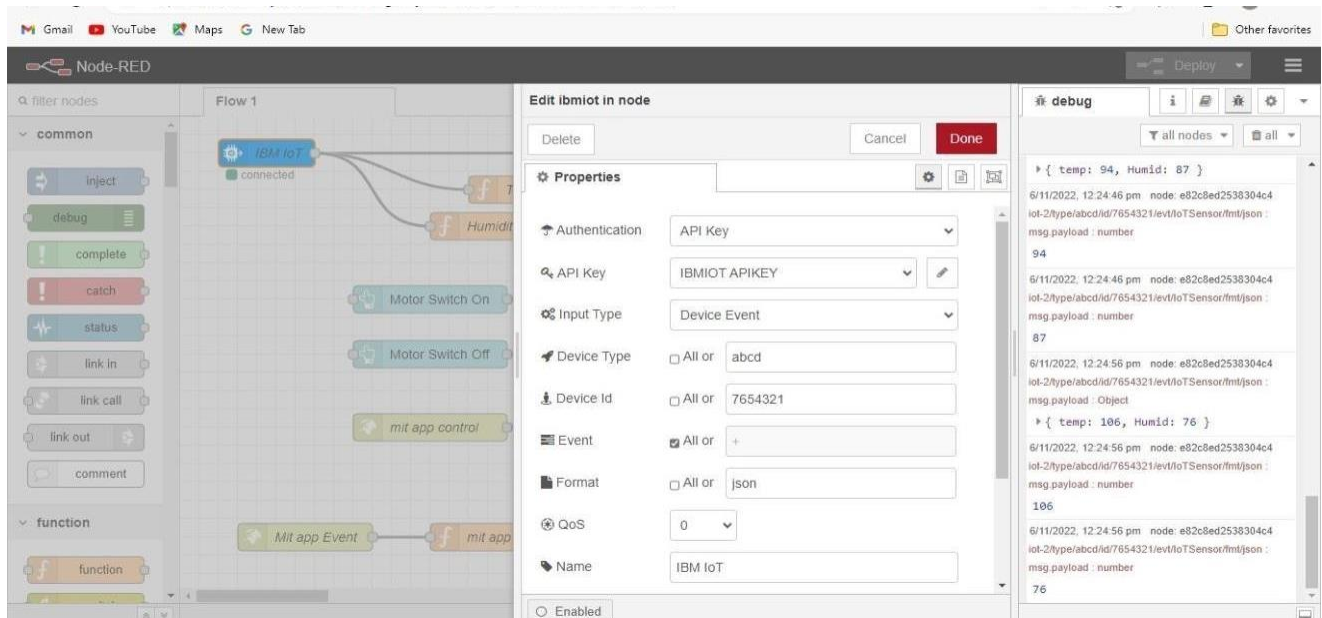 Gmail YouTube Maps New Tab Other favorites
Node-RED Deploy
filter nodes
common
inject
debug
complete
catch
status
link in
link call
link out
comment
function
function
Flow 1
IBM IoT
connected
T
Humidit
Motor Switch On
Motor Switch Off
mit app control
Mit app Event mit app
Edit ibmiot in node
Delete Cancel Done
Properties
Authentication API Key
API Key IBMIOT APIKEY
Input Type Device Event
Device Type All or abcd
Device Id All or 7654321
Event All or +
Format All or json
QoS 0
Name IBM IoT
Enabled
debug i
all nodes all
{ temp: 94, Humid: 87 }
6/11/2022, 12:24:46 pm node: e82c8ed2538304c4
iot-2/type/abcd/id/7654321/evt/IoTSensor/fmt/json :
msg.payload : number
94
6/11/2022, 12:24:46 pm node: e82c8ed2538304c4
iot-2/type/abcd/id/7654321/evt/IoTSensor/fmt/json :
msg.payload : number
87
6/11/2022, 12:24:56 pm node: e82c8ed2538304c4
iot-2/type/abcd/id/7654321/evt/IoTSensor/fmt/json :
msg.payload : Object
{ temp: 106, Humid: 76 }
6/11/2022, 12:24:56 pm node: e82c8ed2538304c4
iot-2/type/abcd/id/7654321/evt/IoTSensor/fmt/json :
msg.payload : number
106
6/11/2022, 12:24:56 pm node: e82c8ed2538304c4
iot-2/type/abcd/id/7654321/evt/IoTSensor/fmt/json :
msg.payload : number
76